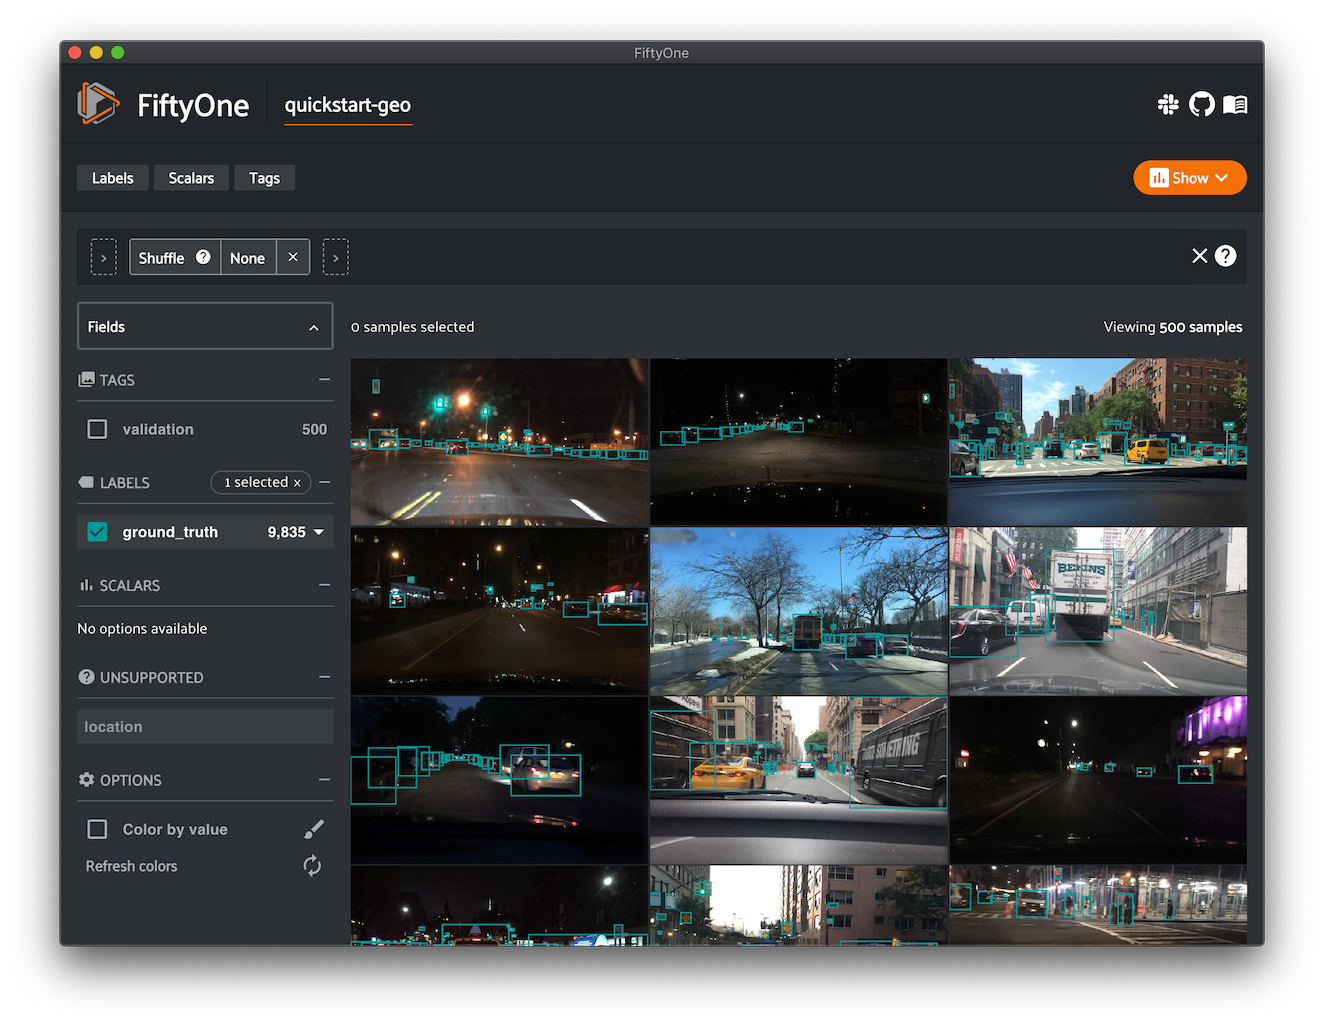 FiftyOne
FiftyOne
quickstart-geo
Labels
Scalars
Tags
Show
Shuffle ? None ×
× ?
Fields
0 samples selected
Viewing 500 samples
TAGS
validation 500
LABELS
1 selected ×
ground_truth 9,835
SCALARS
No options available
UNSUPPORTED
location
OPTIONS
Color by value
Refresh colors
BEKINS
SOMETHING